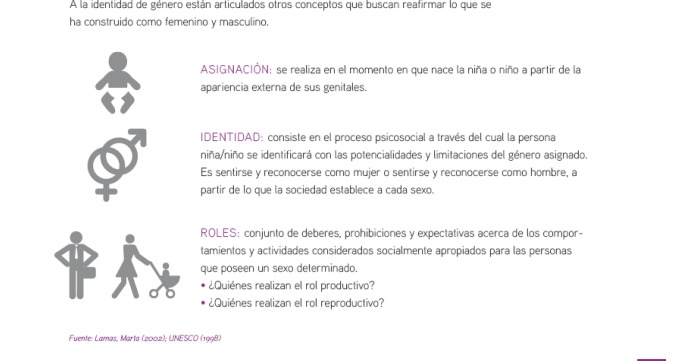 A la identidad de género están articulados otros conceptos que buscan reafirmar lo que se
ha construido como femenino y masculino.
ASIGNACIÓN: se realiza en el momento en que nace la niña o niño a partir de la
apariencia externa de sus genitales.
IDENTIDAD: consiste en el proceso psicosocial a través del cual la persona
niña/niño se identificará con las potencialidades y limitaciones del género asignado.
Es sentirse y reconocerse como mujer o sentirse y reconocerse como hombre, a
partir de lo que la sociedad establece a cada sexo.
ROLES: conjunto de deberes, prohibiciones y expectativas acerca de los compor-
tamientos y actividades considerados socialmente apropiados para las personas
que poseen un sexo determinado.
• ¿Quiénes realizan el rol productivo?
• ¿Quiénes realizan el rol reproductivo?
Fuente: Lamas, Marta (2002); UNESCO (1998)